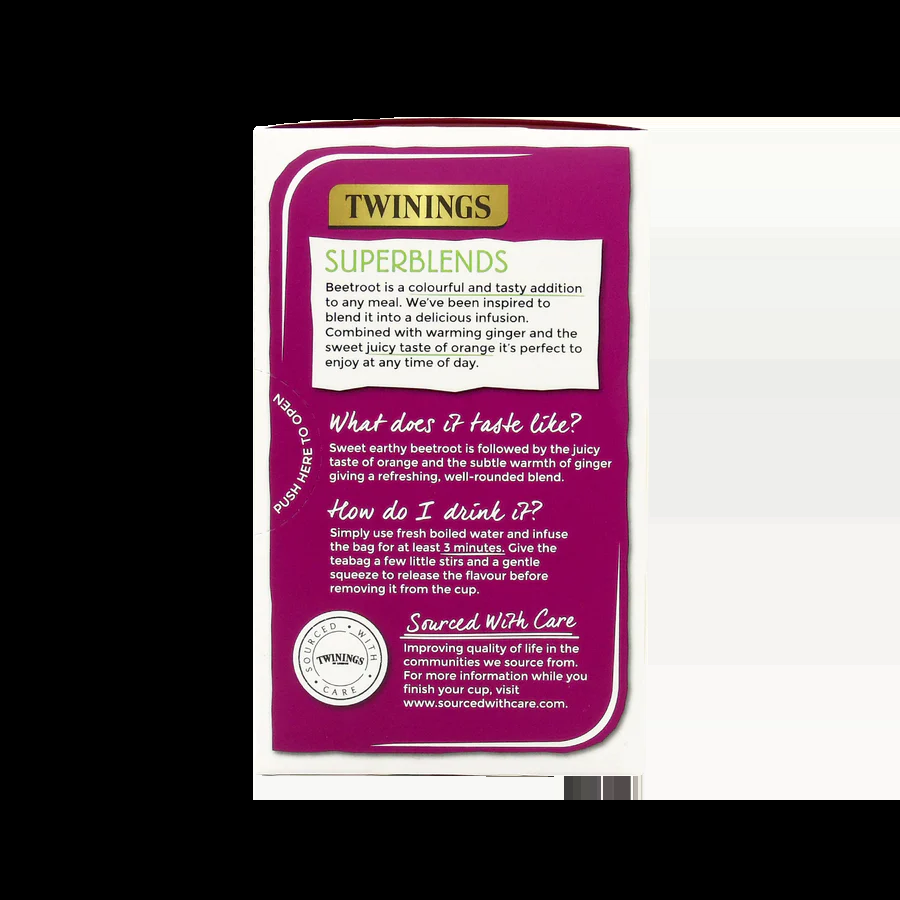 TWININGS
SUPERBLENDS
Beetroot is a colourful and tasty addition
to any meal. We've been inspired to
blend it into a delicious infusion.
Combined with warming ginger and the
sweet juicy taste of orange it's perfect to
enjoy at any time of day.
PUSH HERE TO OPEN
What does it taste like?
Sweet earthy beetroot is followed by the juicy
taste of orange and the subtle warmth of ginger
giving a refreshing, well-rounded blend.
How do I drink it?
Simply use fresh boiled water and infuse
the bag for at least 3 minutes. Give the
teabag a few little stirs and a gentle
squeeze to release the flavour before
removing it from the cup.
SOURCED • WITH • CARE •
TWININGS
Sourced With Care
Improving quality of life in the
communities we source from.
For more information while you
finish your cup, visit
www.sourcedwithcare.com.